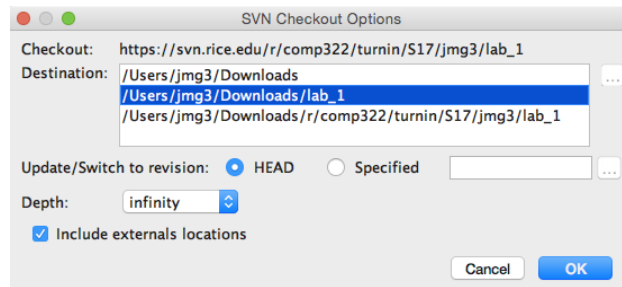 SVN Checkout Options
Checkout: https://svn.rice.edu/r/comp322/turnin/S17/jmg3/lab_1
Destination: /Users/jmg3/Downloads
...
/Users/jmg3/Downloads/lab_1
/Users/jmg3/Downloads/r/comp322/turnin/S17/jmg3/lab_1
Update/Switch to revision: HEAD Specified ...
Depth: infinity
Include externals locations
Cancel OK